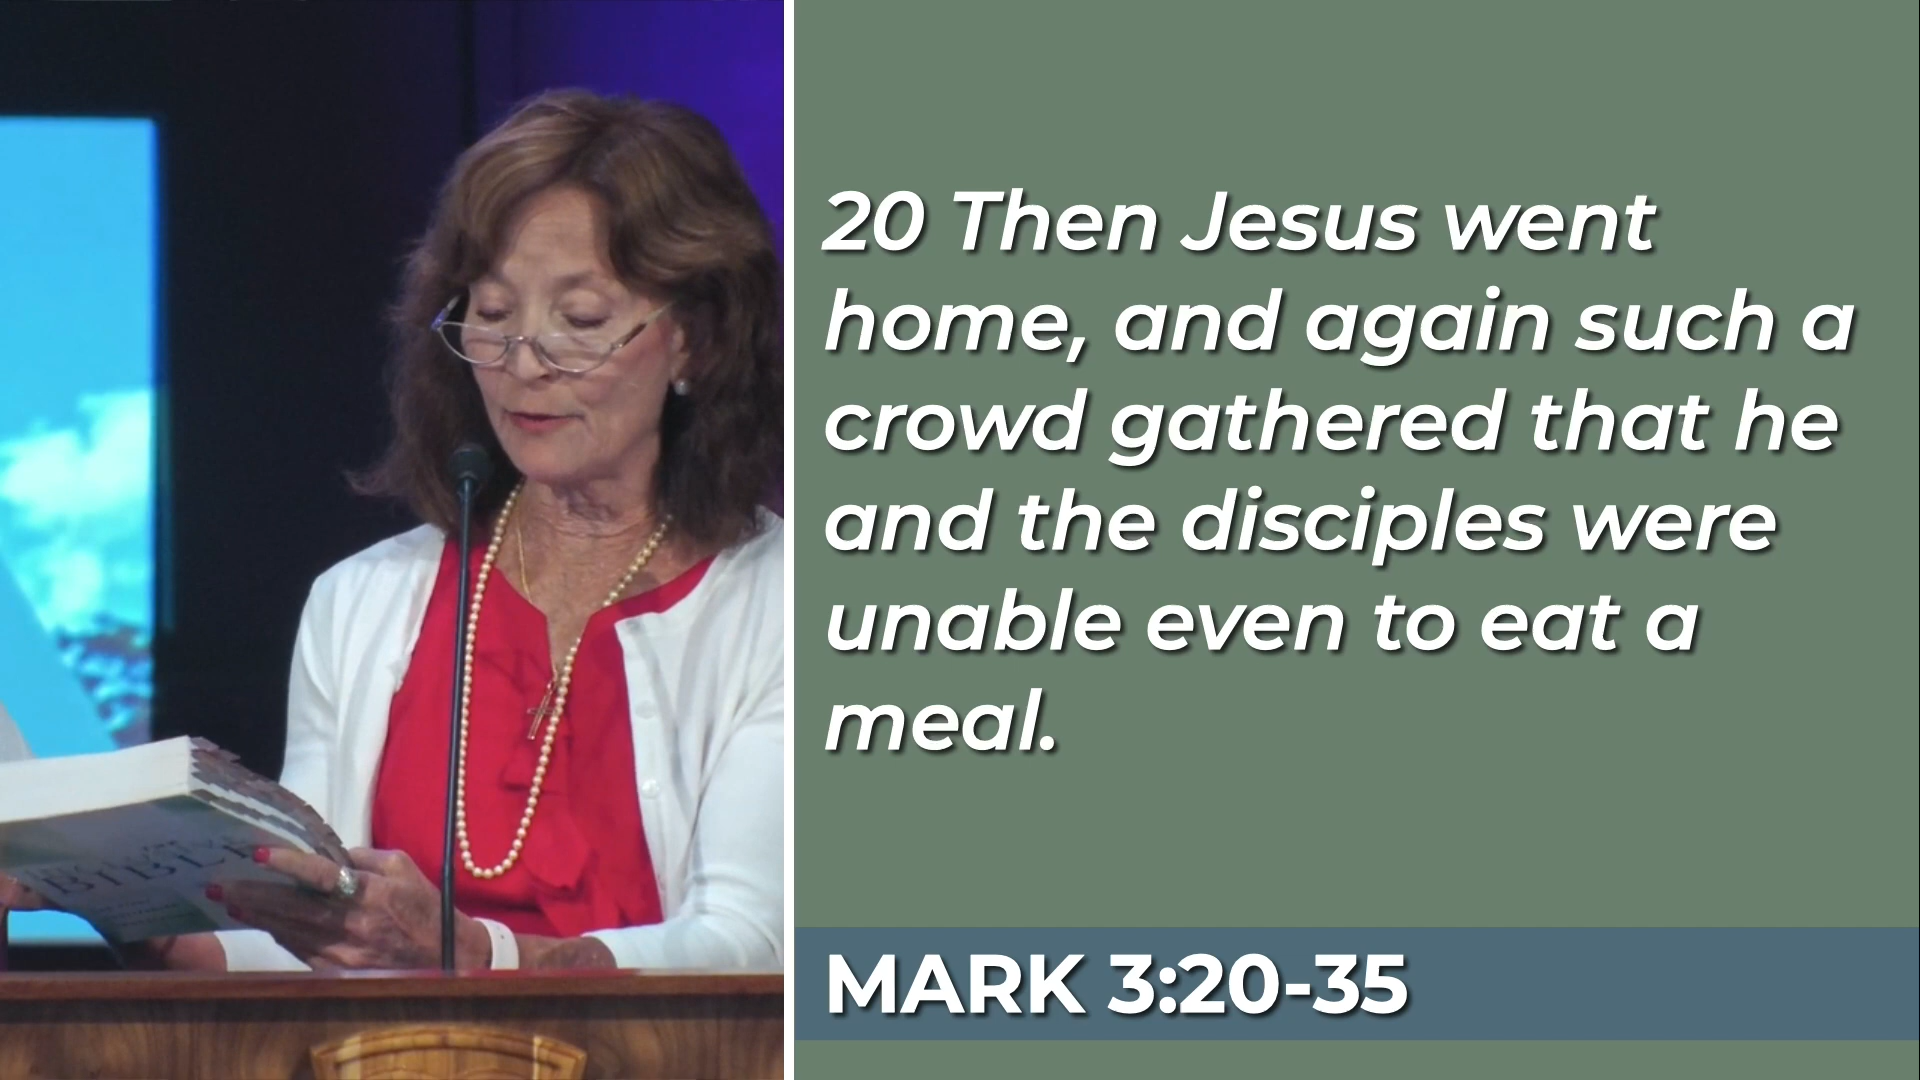 20 Then Jesus went
home, and again such a
crowd gathered that he
and the disciples were
unable even to eat a
meal.
MARK 3:20-35
BIBLE